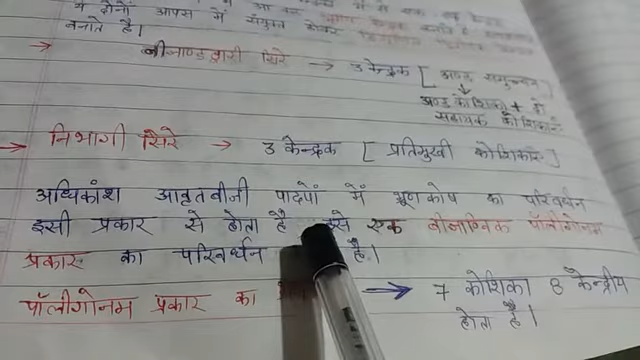 ये दोनों आपस में संयुक्त होकर
बनाते है।
→ बीजाण्डद्वारी सिरे → 3 केन्द्रक [ अण्ड समुच्चय ]
↓
अण्ड कोशिका + दो
सहायक कोशिकाएं
→ निभागी सिरे → 3 केन्द्रक [ प्रतिमुखी कोशिकाएं ]
अधिकांश आवृतबीजी पादपों में भ्रूणकोष का परिवर्धन
इसी प्रकार से होता है इसे एक बीजाण्विक पॉलीगोनम
प्रकार का परिवर्धन है।
पॉलीगोनम प्रकार का → 7 कोशिका 8 केन्द्रीय
होता है।